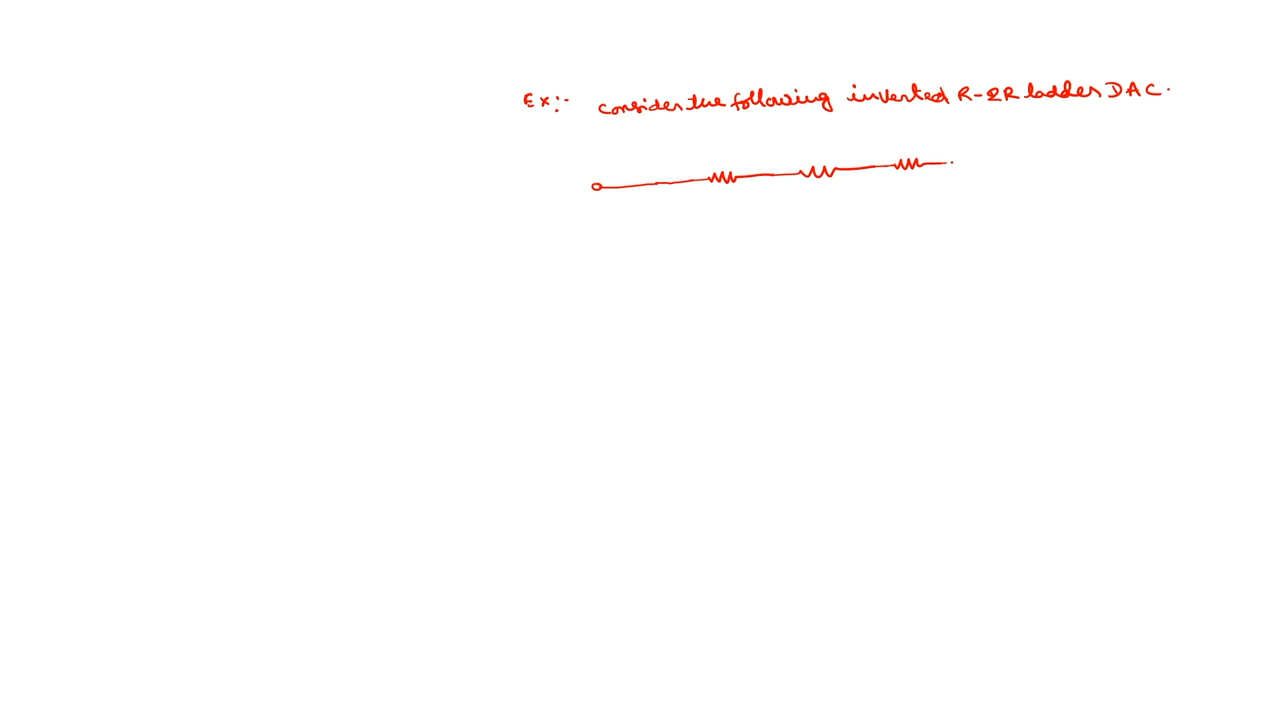 Ex:- Consider the following inverted R-2R ladder DAC.